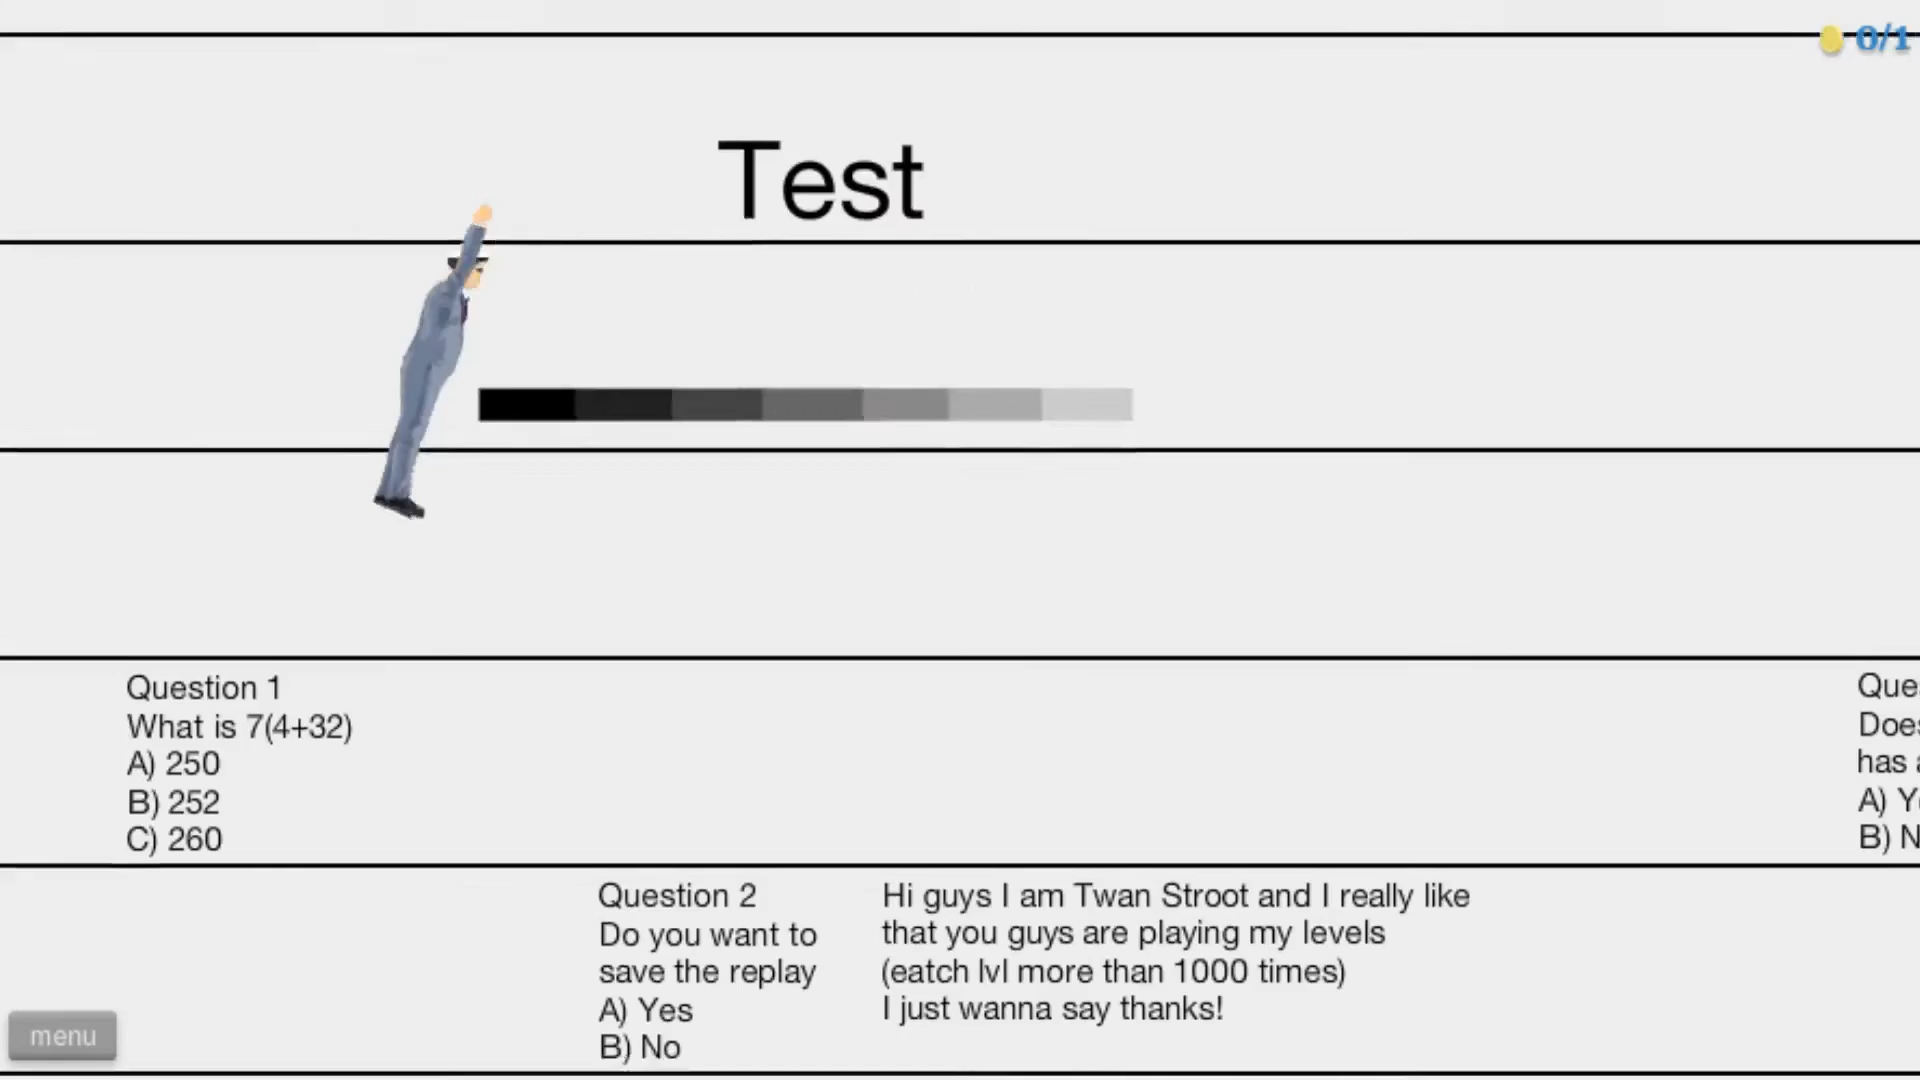 0/1
Test
Question 1
What is 7(4+32)
A) 250
B) 252
C) 260
Does
has
A)
B)
Question 2
Do you want to
save the replay
A) Yes
B) No
Hi guys I am Twan Stroot and I really like
that you guys are playing my levels
(eatch lvl more than 1000 times)
I just wanna say thanks!
menu